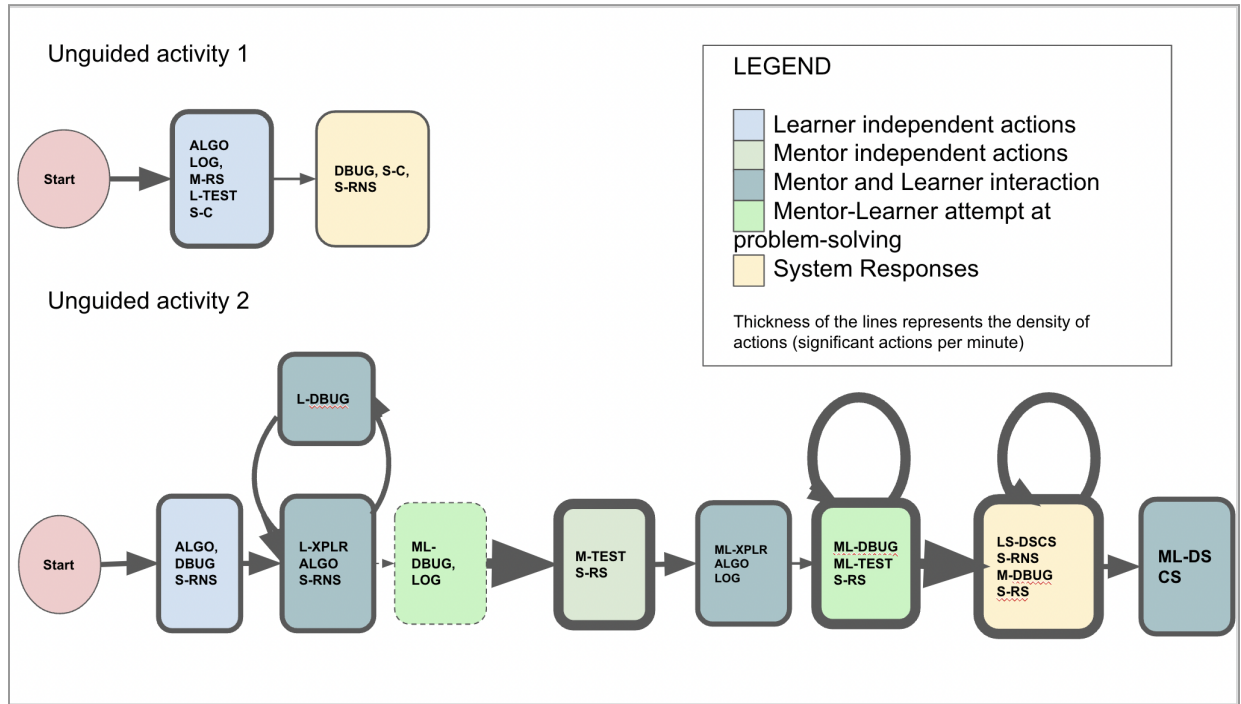 Unguided activity 1
LEGEND
Learner independent actions
Mentor independent actions
Mentor and Learner interaction
Mentor-Learner attempt at
problem-solving
System Responses
Thickness of the lines represents the density of
actions (significant actions per minute)
Start
ALGO
LOG,
M-RS
L-TEST
S-C
DBUG, S-C,
S-RNS
Unguided activity 2
L-DBUG
Start
ALGO,
DBUG
S-RNS
L-XPLR
ALGO
S-RNS
ML-
DBUG,
LOG
M-TEST
S-RS
ML-XPLR
ALGO
LOG
ML-DBUG
ML-TEST
S-RS
LS-DSCS
S-RNS
M-DBUG
S-RS
ML-DS
CS